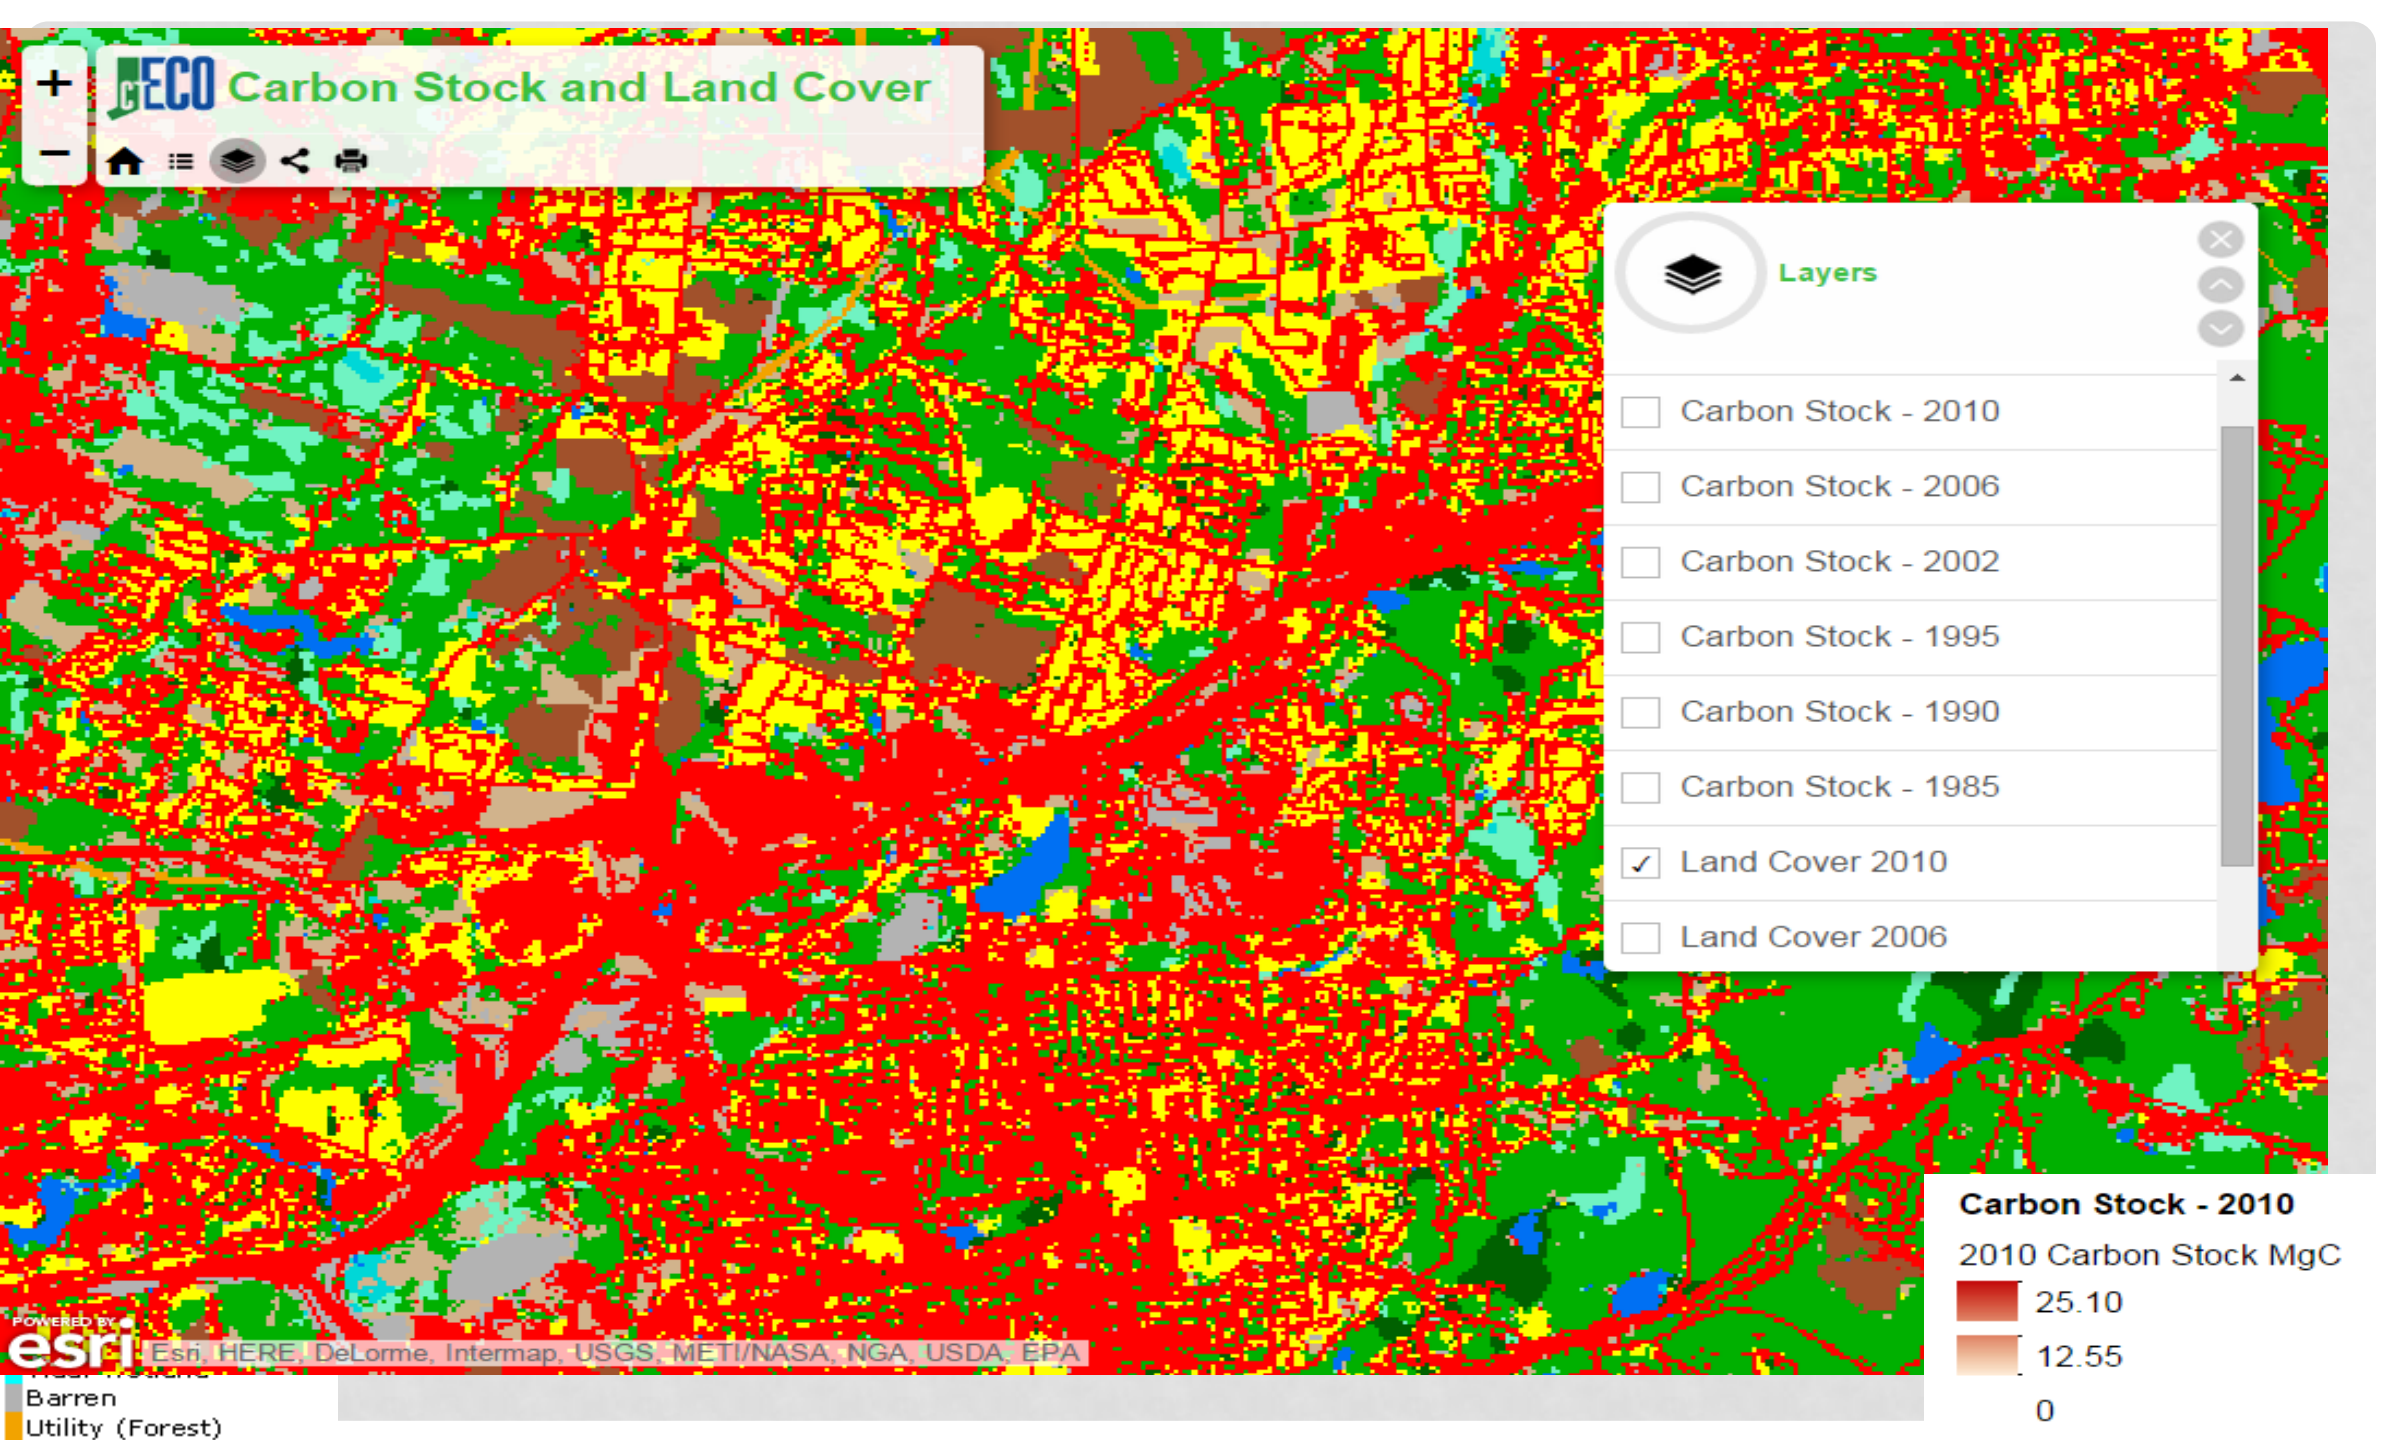 +
CECO Carbon Stock and Land Cover
−
Layers
Carbon Stock - 2010
Carbon Stock - 2006
Carbon Stock - 2002
Carbon Stock - 1995
Carbon Stock - 1990
Carbon Stock - 1985
✓ Land Cover 2010
Land Cover 2006
Carbon Stock - 2010
2010 Carbon Stock MgC
25.10
12.55
0
POWERED BY
esri
Esri, HERE, DeLorme, Intermap, USGS, METI/NASA, NGA, USDA, EPA
Barren
Utility (Forest)